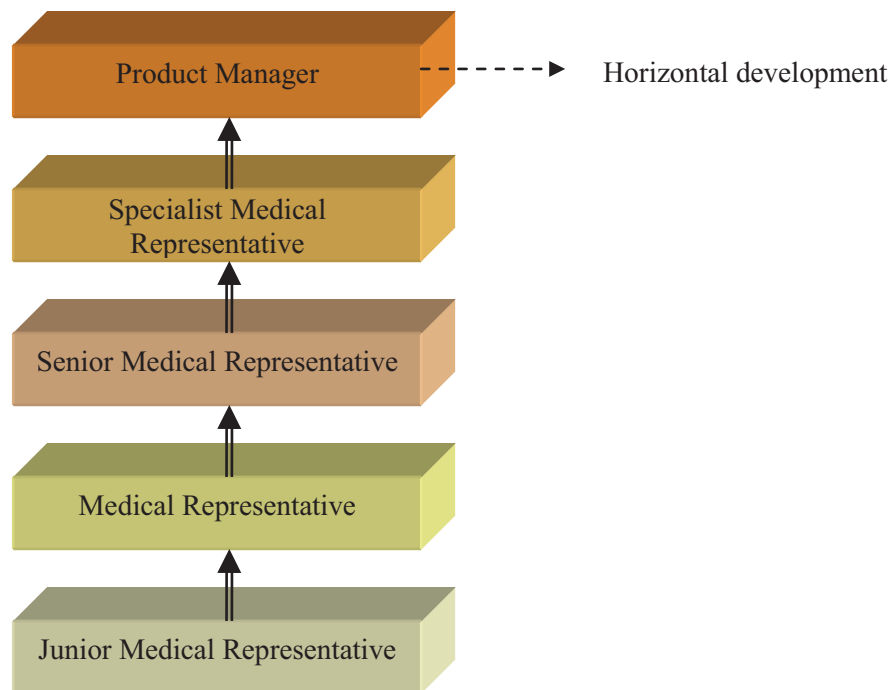 Product Manager
Horizontal development
Specialist Medical
Representative
Senior Medical Representative
Medical Representative
Junior Medical Representative